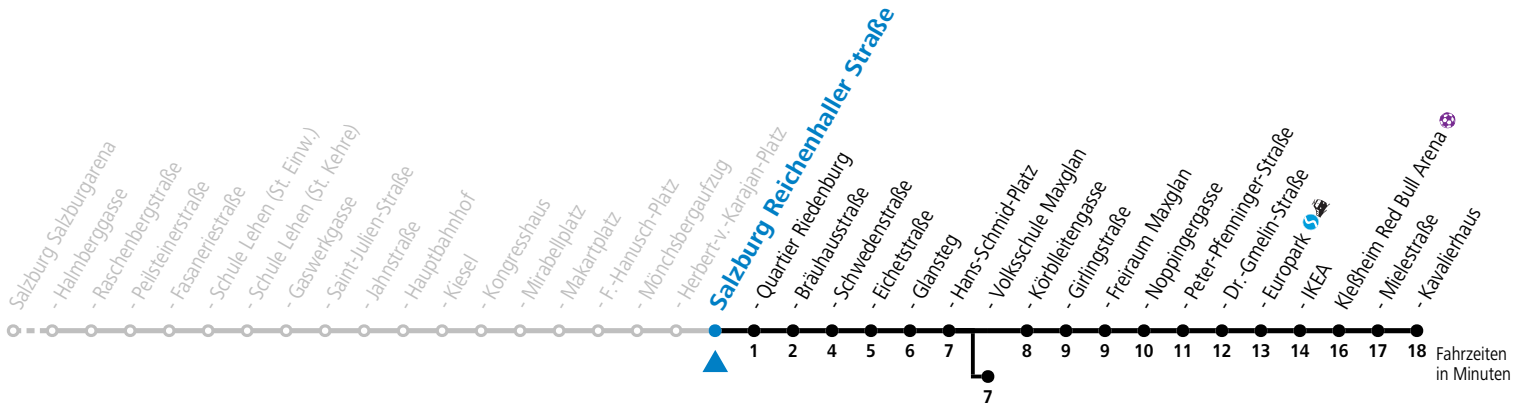 Salzburg Salzburgarena
- Halmberggasse
- Raschenbergstraße
- Peilsteinerstraße
- Fasaneriestraße
- Schule Lehen (St. Einw.)
- Schule Lehen (St. Kehre)
- Gaswerkgasse
- Saint-Julien-Straße
- Jahnstraße
- Hauptbahnhof
- Kiesel
- Kongresshaus
- Mirabellplatz
- Makartplatz
- F.-Hanusch-Platz
- Mönchsbergaufzug
- Herbert-v.-Karajan-Platz
Salzburg Reichenhaller Straße
- Quartier Riedenburg
- Bräuhausstraße
- Schwedenstraße
- Eichetstraße
- Glansteg
- Hans-Schmid-Platz
- Volksschule Maxglan
- Körblleitengasse
- Girlingstraße
- Freiraum Maxglan
- Noppingergasse
- Peter-Pfenninger-Straße
- Dr.-Gmelin-Straße
- Europark
- IKEA
Kleßheim Red Bull Arena
- Mielestraße
- Kavalierhaus
1 2 4 5 6 7 8 9 9 10 11 12 13 14 16 17 18
Fahrzeiten
in Minuten
7